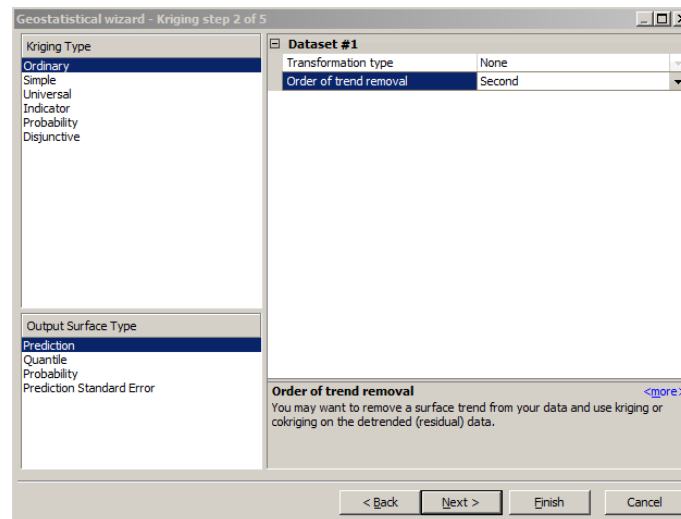 Geostatistical wizard - Kriging step 2 of 5
Kriging Type
Ordinary
Simple
Universal
Indicator
Probability
Disjunctive
Output Surface Type
Prediction
Quantile
Probability
Prediction Standard Error
Dataset #1
Transformation type None
Order of trend removal Second
Order of trend removal <more>
You may want to remove a surface trend from your data and use kriging or
cokriging on the detrended (residual) data.
< Back Next > Finish Cancel